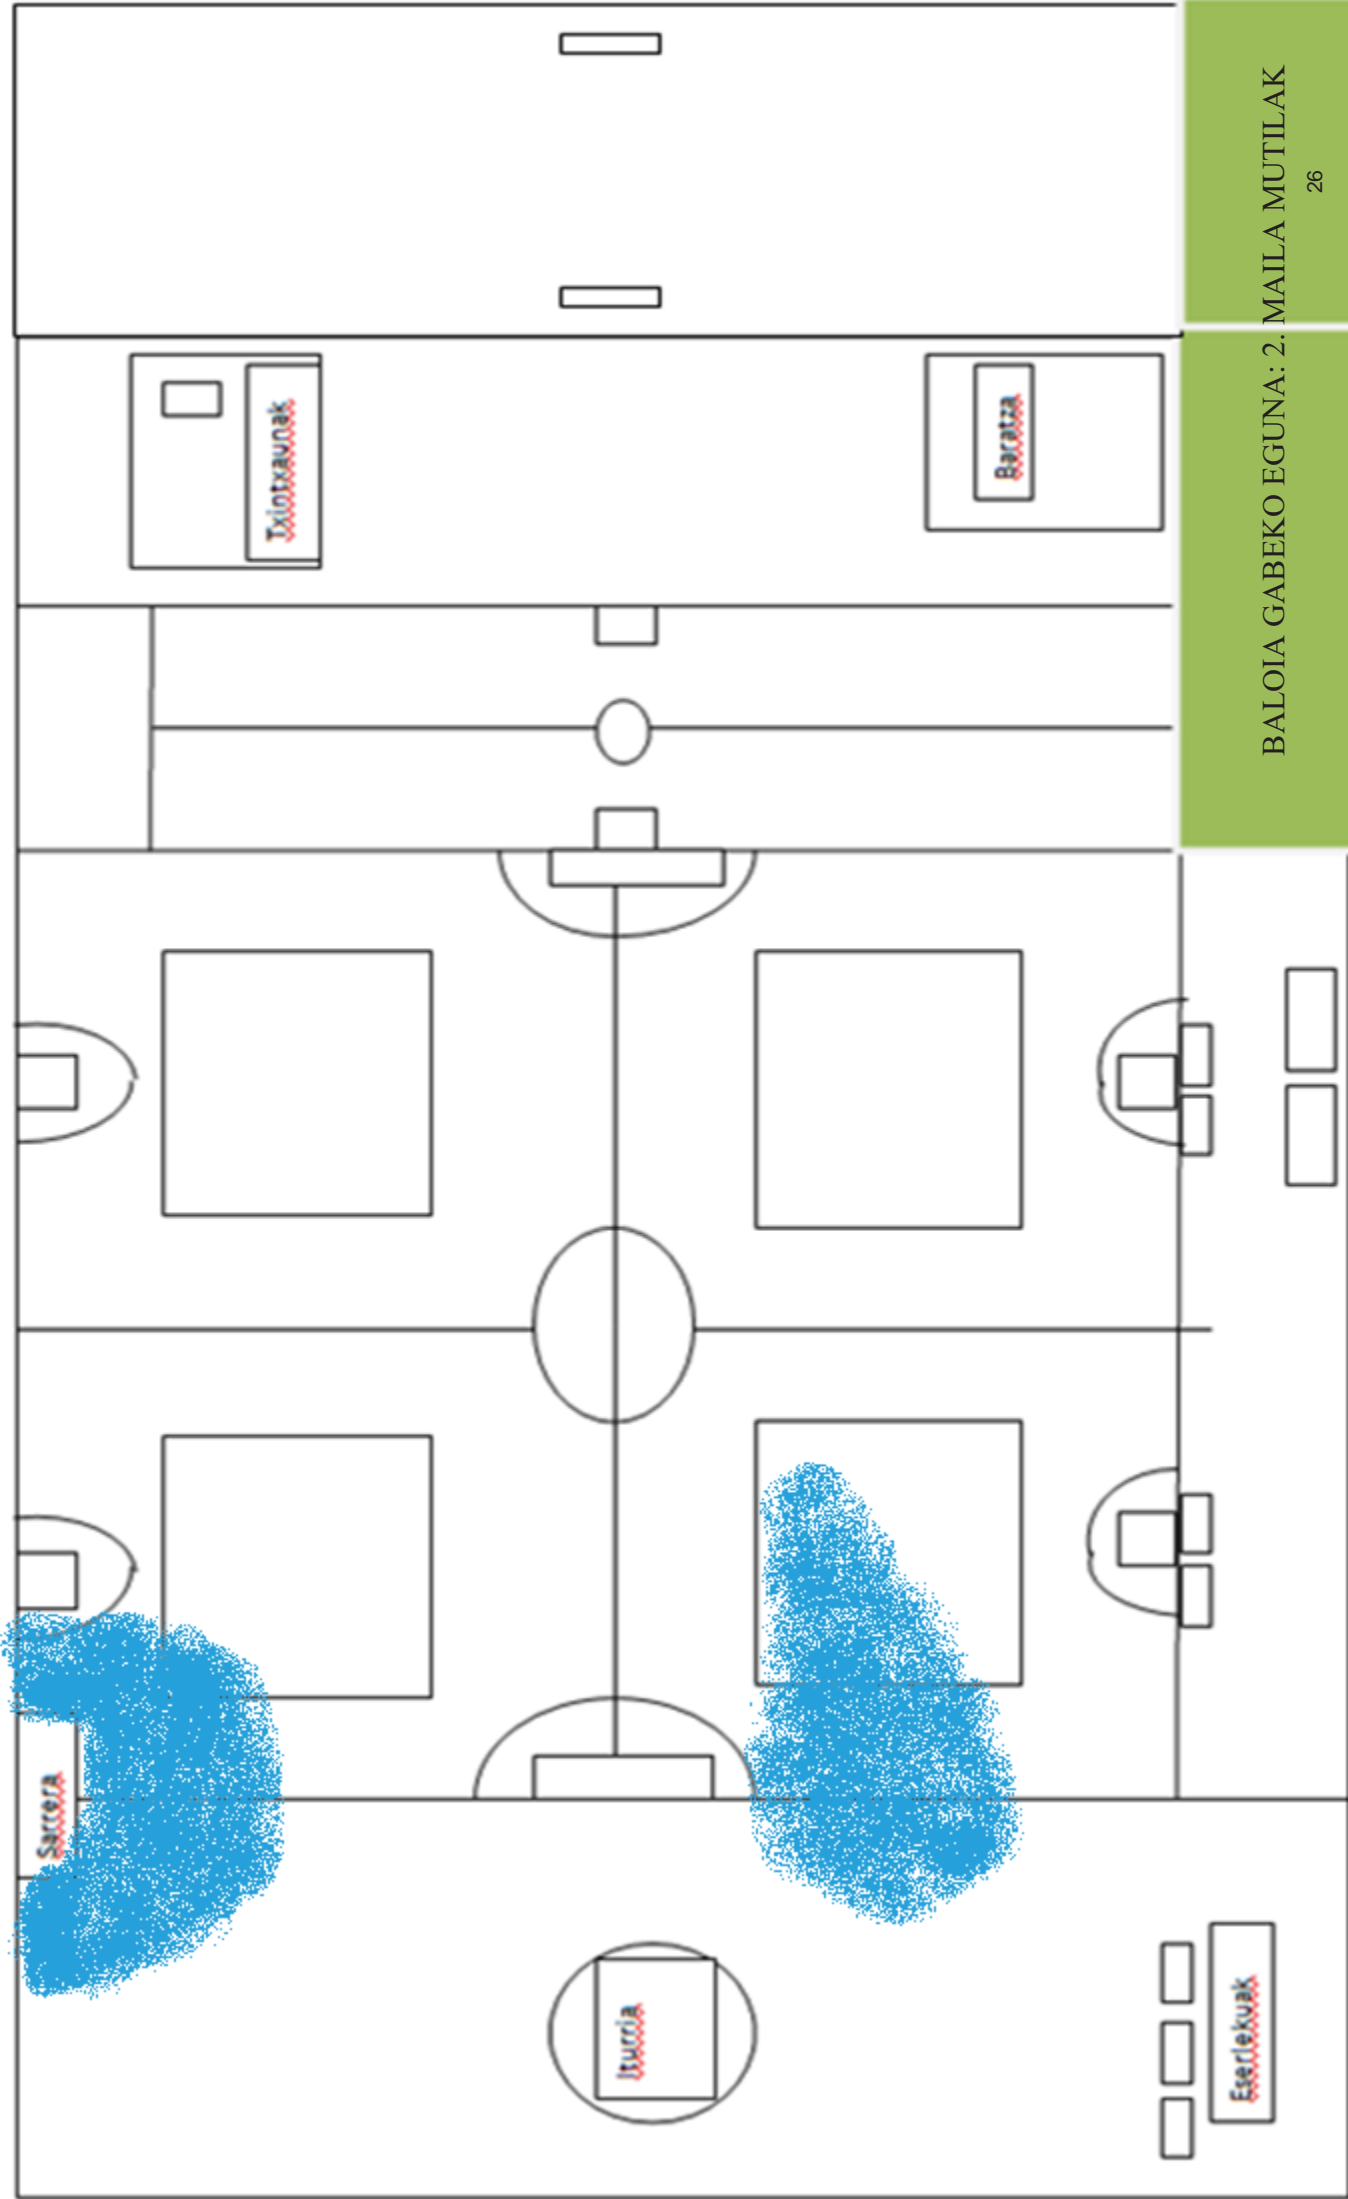 Sarrera
Txintxaunak
Iturria
Baratza
Eserlekuak
BALOIA GABEKO EGUNA: 2. MAILA MUTILAK
26